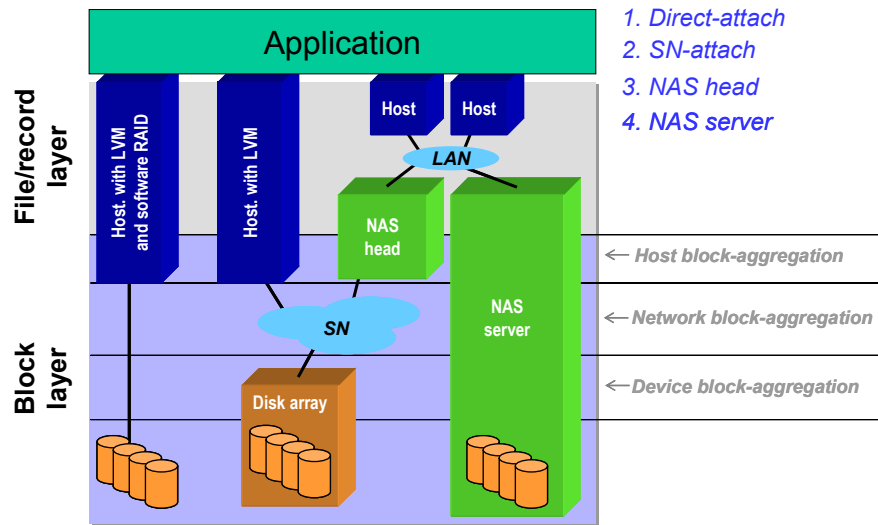 Application
1. Direct-attach
2. SN-attach
3. NAS head
4. NAS server
File/record
layer
Host. with LVM
and software RAID
Host. with LVM
Host
Host
LAN
NAS
head
Host block-aggregation
SN
NAS
server
Network block-aggregation
Block
layer
Disk array
Device block-aggregation